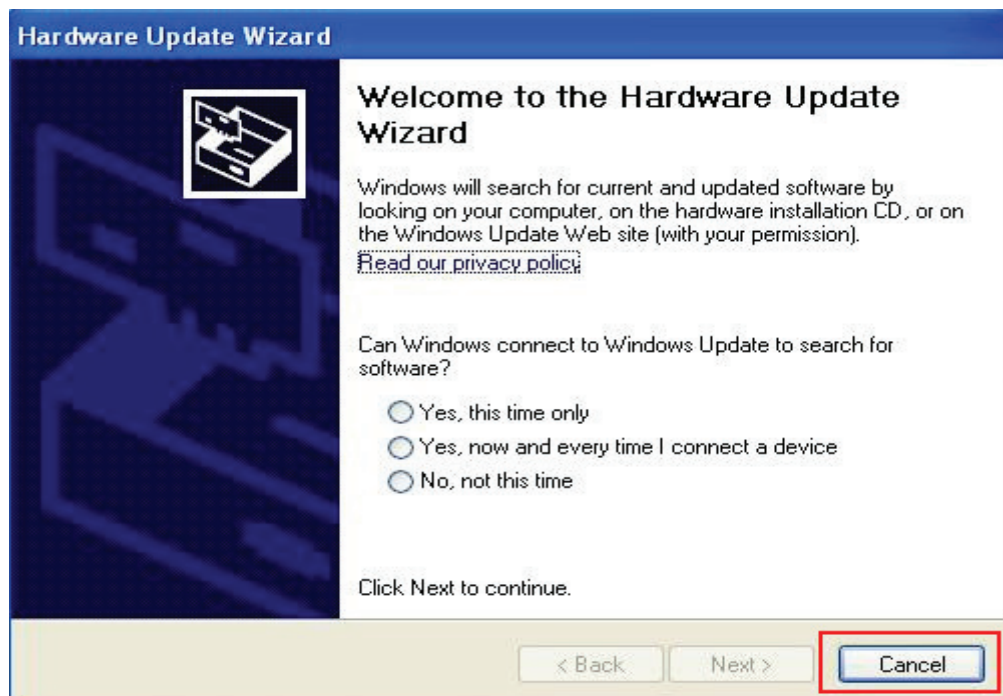 Hardware Update Wizard
Welcome to the Hardware Update
Wizard
Windows will search for current and updated software by
looking on your computer, on the hardware installation CD, or on
the Windows Update Web site (with your permission).
Read our privacy policy
Can Windows connect to Windows Update to search for
software?
Yes, this time only
Yes, now and every time I connect a device
No, not this time
Click Next to continue.
< Back Next > Cancel